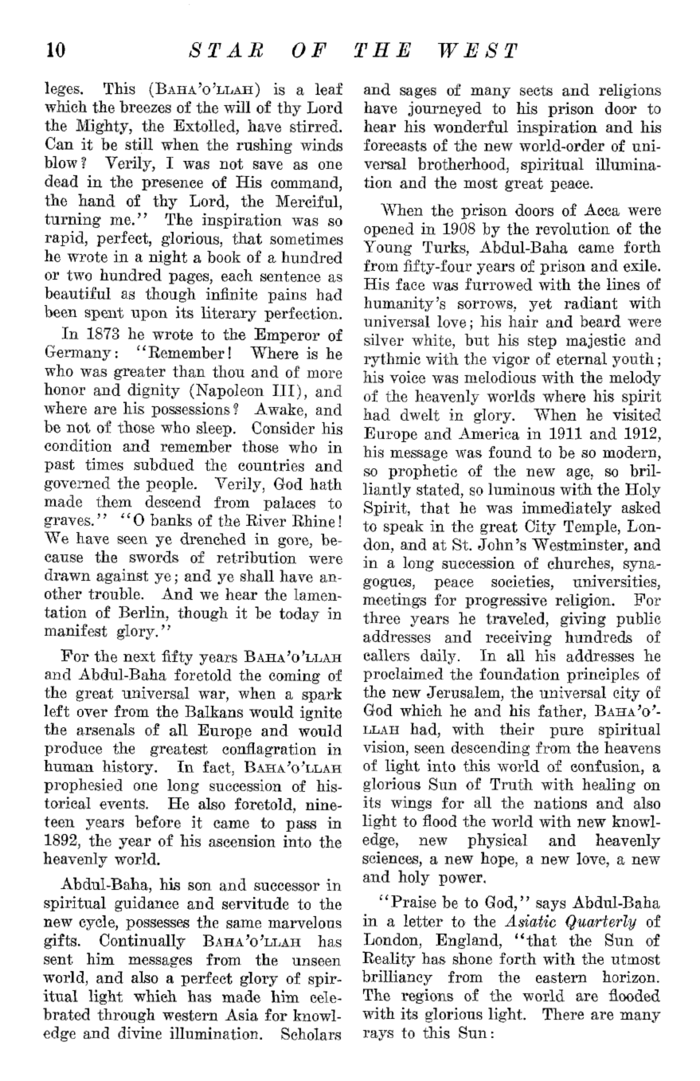 10 STAR OF THE WEST
leges. This (BAHA'O'LLAH) is a leaf
which the breezes of the will of thy Lord
the Mighty, the Extolled, have stirred.
Can it be still when the rushing winds
blow? Verily, I was not save as one
dead in the presence of His command,
the hand of thy Lord, the Merciful,
turning me.'' The inspiration was so
rapid, perfect, glorious, that sometimes
he wrote in a night a book of a hundred
or two hundred pages, each sentence as
beautiful as though infinite pains had
been spent upon its literary perfection.
In 1873 he wrote to the Emperor of
Germany: ''Remember! Where is he
who was greater than thou and of more
honor and dignity (Napoleon III), and
where are his possessions? Awake, and
be not of those who sleep. Consider his
condition and remember those who in
past times subdued the countries and
governed the people. Verily, God hath
made them descend from palaces to
graves.'' ''O banks of the River Rhine!
We have seen ye drenched in gore, be-
cause the swords of retribution were
drawn against ye; and ye shall have an-
other trouble. And we hear the lamen-
tation of Berlin, though it be today in
manifest glory.''
For the next fifty years BAHA'O'LLAH
and Abdul-Baha foretold the coming of
the great universal war, when a spark
left over from the Balkans would ignite
the arsenals of all Europe and would
produce the greatest conflagration in
human history. In fact, BAHA'O'LLAH
prophesied one long succession of his-
torical events. He also foretold, nine-
teen years before it came to pass in
1892, the year of his ascension into the
heavenly world.
Abdul-Baha, his son and successor in
spiritual guidance and servitude to the
new cycle, possesses the same marvelous
gifts. Continually BAHA'O'LLAH has
sent him messages from the unseen
world, and also a perfect glory of spir-
itual light which has made him cele-
brated through western Asia for knowl-
edge and divine illumination. Scholars
and sages of many sects and religions
have journeyed to his prison door to
hear his wonderful inspiration and his
forecasts of the new world-order of uni-
versal brotherhood, spiritual illumina-
tion and the most great peace.
When the prison doors of Acca were
opened in 1908 by the revolution of the
Young Turks, Abdul-Baha came forth
from fifty-four years of prison and exile.
His face was furrowed with the lines of
humanity's sorrows, yet radiant with
universal love; his hair and beard were
silver white, but his step majestic and
rythmic with the vigor of eternal youth;
his voice was melodious with the melody
of the heavenly worlds where his spirit
had dwelt in glory. When he visited
Europe and America in 1911 and 1912,
his message was found to be so modern,
so prophetic of the new age, so bril-
liantly stated, so luminous with the Holy
Spirit, that he was immediately asked
to speak in the great City Temple, Lon-
don, and at St. John's Westminster, and
in a long succession of churches, syna-
gogues, peace societies, universities,
meetings for progressive religion. For
three years he traveled, giving public
addresses and receiving hundreds of
callers daily. In all his addresses he
proclaimed the foundation principles of
the new Jerusalem, the universal city of
God which he and his father, BAHA'O'-
LLAH had, with their pure spiritual
vision, seen descending from the heavens
of light into this world of confusion, a
glorious Sun of Truth with healing on
its wings for all the nations and also
light to flood the world with new knowl-
edge, new physical and heavenly
sciences, a new hope, a new love, a new
and holy power.
''Praise be to God,'' says Abdul-Baha
in a letter to the Asiatic Quarterly of
London, England, ''that the Sun of
Reality has shone forth with the utmost
brilliancy from the eastern horizon.
The regions of the world are flooded
with its glorious light. There are many
rays to this Sun: